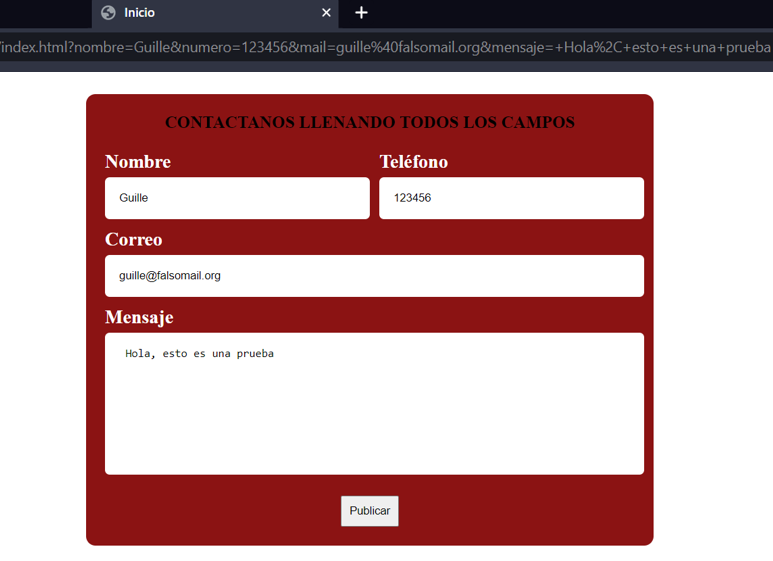 Inicio
/index.html?nombre=Guille&numero=123456&mail=guille%40falsomail.org&mensaje=+Hola%2C+esto+es+una+prueba
CONTACTANOS LLENANDO TODOS LOS CAMPOS
Nombre Teléfono
Guille 123456
Correo
guille@falsomail.org
Mensaje
Hola, esto es una prueba
Publicar